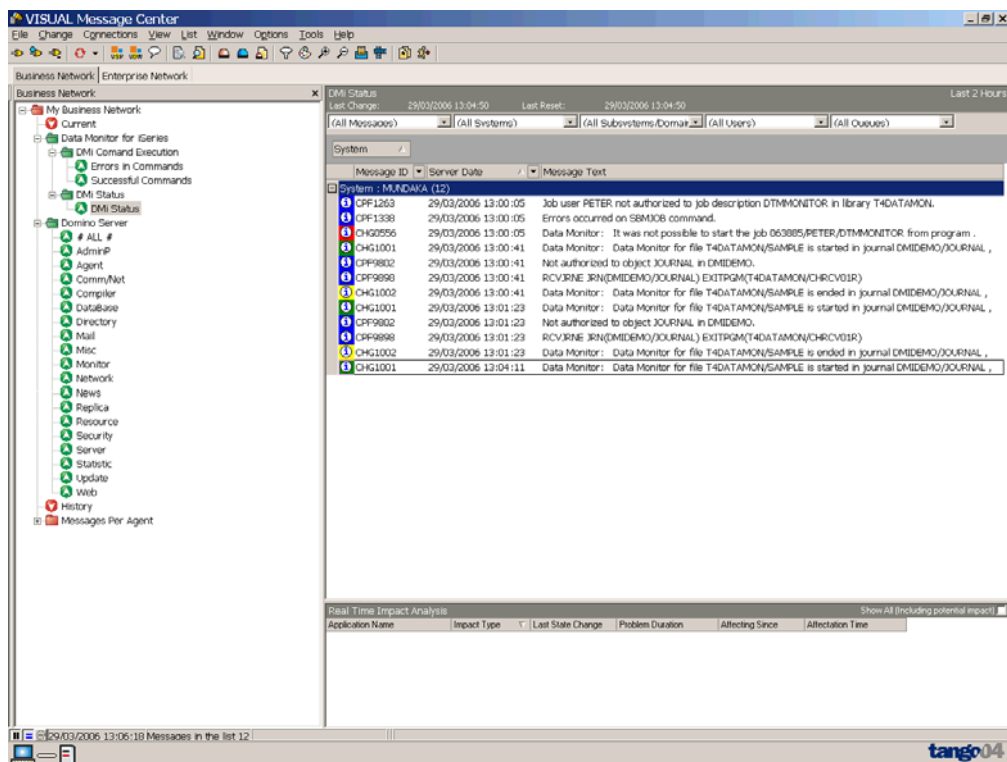 VISUAL Message Center
File Change Connections View List Window Options Tools Help
Business Network Enterprise Network
Business Network
My Business Network
Current
Data Monitor for iSeries
DMi Comand Execution
Errors in Commands
Successful Commands
DMi Status
DMi Status
Domino Server
# ALL #
AdminP
Agent
Comm/Net
Compiler
DataBase
Directory
Mail
Misc
Monitor
Network
News
Replica
Resource
Security
Server
Statistic
Update
Web
History
Messages Per Agent
DMi Status Last 2 Hours
Last Change: 29/03/2006 13:04:50 Last Reset: 29/03/2006 13:04:50
(All Messages) (All Systems) (All Subsystems/Domain (All Users) (All Queues)
System
Message ID Server Date Message Text
System : MUNDAKA (12)
CPF1263 29/03/2006 13:00:05 Job user PETER not authorized to job description DTMMONITOR in library T4DATAMON.
CPF1338 29/03/2006 13:00:05 Errors occurred on SBMJOB command.
CHG0556 29/03/2006 13:00:05 Data Monitor: It was not possible to start the job 063885/PETER/DTMMONITOR from program .
CHG1001 29/03/2006 13:00:41 Data Monitor: Data Monitor for file T4DATAMON/SAMPLE is started in journal DMIDEMO/JOURNAL ,
CPF9802 29/03/2006 13:00:41 Not authorized to object JOURNAL in DMIDEMO.
CPF9898 29/03/2006 13:00:41 RCVJRNE JRN(DMIDEMO/JOURNAL) EXITPGM(T4DATAMON/CHRCV01R)
CHG1002 29/03/2006 13:00:41 Data Monitor: Data Monitor for file T4DATAMON/SAMPLE is ended in journal DMIDEMO/JOURNAL ,
CHG1001 29/03/2006 13:01:23 Data Monitor: Data Monitor for file T4DATAMON/SAMPLE is started in journal DMIDEMO/JOURNAL ,
CPF9802 29/03/2006 13:01:23 Not authorized to object JOURNAL in DMIDEMO.
CPF9898 29/03/2006 13:01:23 RCVJRNE JRN(DMIDEMO/JOURNAL) EXITPGM(T4DATAMON/CHRCV01R)
CHG1002 29/03/2006 13:01:23 Data Monitor: Data Monitor for file T4DATAMON/SAMPLE is ended in journal DMIDEMO/JOURNAL ,
CHG1001 29/03/2006 13:04:11 Data Monitor: Data Monitor for file T4DATAMON/SAMPLE is started in journal DMIDEMO/JOURNAL ,
Real Time Impact Analysis Show All (Including potential impact)
Application Name Impact Type Last State Change Problem Duration Affecting Since Affectation Time
29/03/2006 13:06:18 Messages in the list 12
tango04